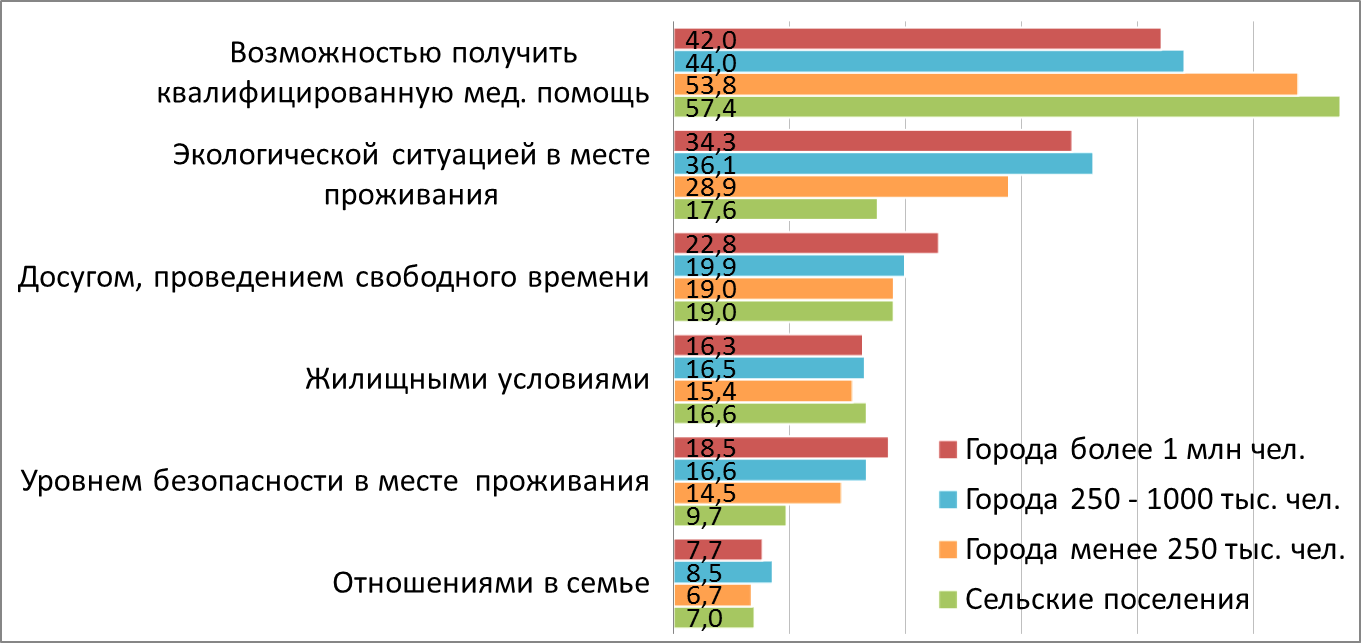 Возможностью получить
квалифицированную мед. помощь
42,0
44,0
53,8
57,4
Экологической ситуацией в месте
проживания
34,3
36,1
28,9
17,6
Досугом, проведением свободного времени
22,8
19,9
19,0
19,0
Жилищными условиями
16,3
16,5
15,4
16,6
Уровнем безопасности в месте проживания
18,5
16,6
14,5
9,7
Отношениями в семье
7,7
8,5
6,7
7,0
Города более 1 млн чел.
Города 250 - 1000 тыс. чел.
Города менее 250 тыс. чел.
Сельские поселения